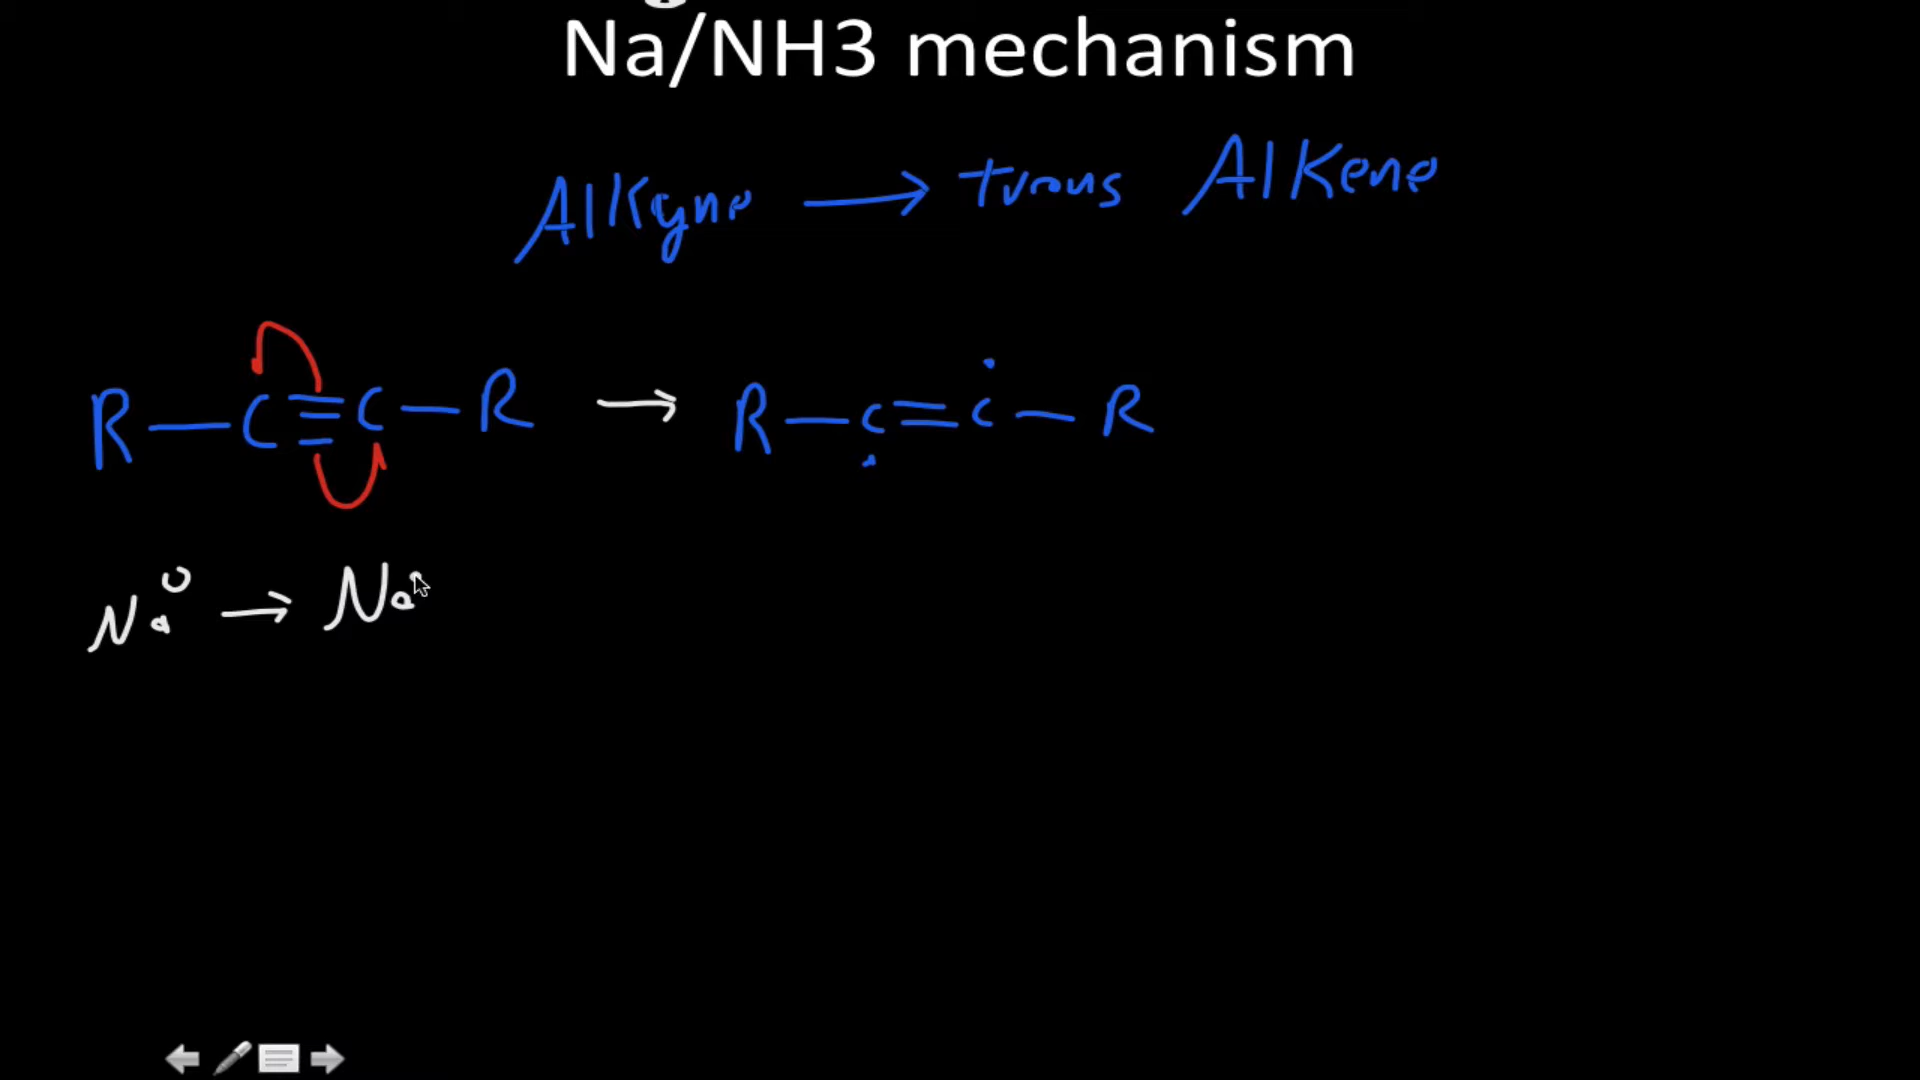 Na/NH3 mechanism
Alkyne → trans Alkene
R—C≡C—R → R—C=C—R
Na⁰ → Na